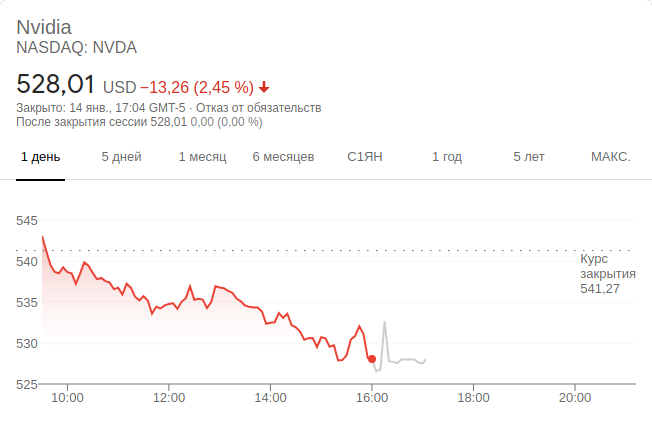 Nvidia
NASDAQ: NVDA
528,01 USD −13,26 (2,45 %)
Закрыто: 14 янв., 17:04 GMT-5 · Отказ от обязательств
После закрытия сессии 528,01 0,00 (0,00 %)
1 день 5 дней 1 месяц 6 месяцев С1ЯН 1 год 5 лет МАКС.
545
540
535
530
525
Курс
закрытия
541,27
10:00 12:00 14:00 16:00 18:00 20:00